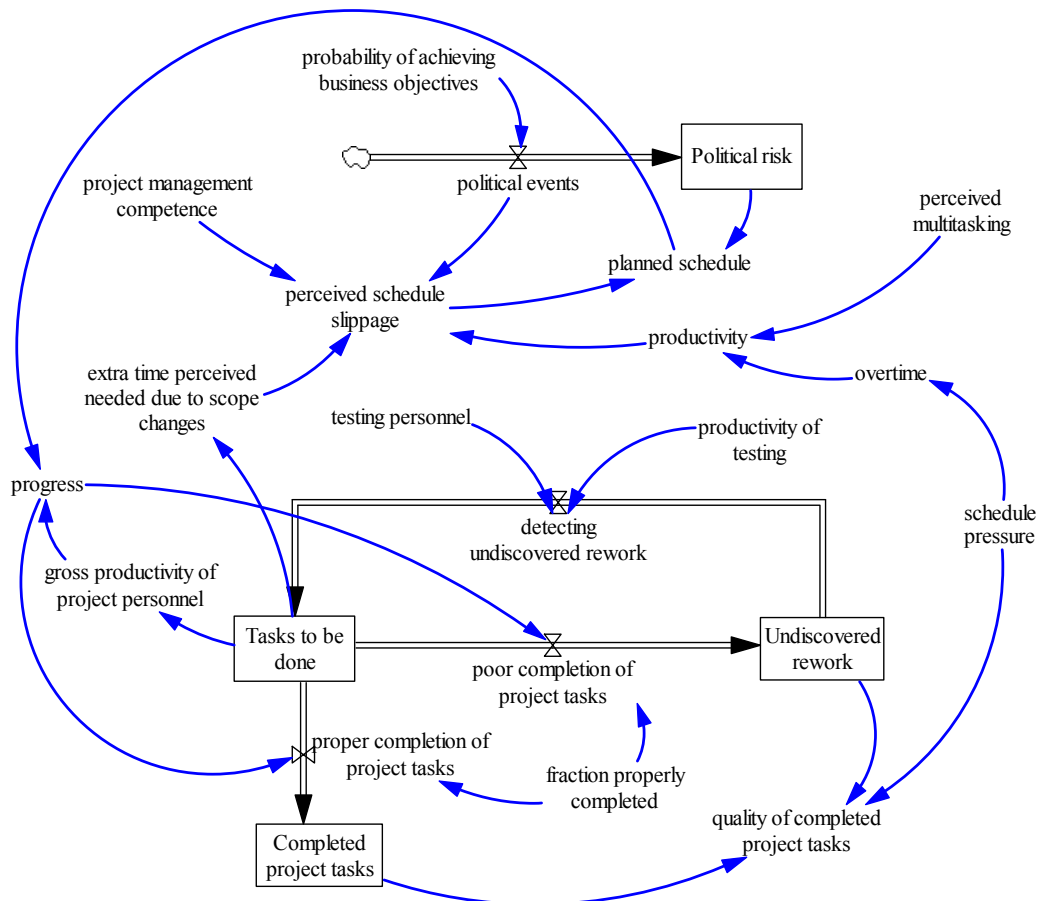 probability of achieving
business objectives
Political risk
political events
project management
competence
perceived
multitasking
planned schedule
perceived schedule
slippage
productivity
extra time perceived
needed due to scope
changes
overtime
testing personnel
productivity of
testing
progress
detecting
undiscovered rework
schedule
pressure
gross productivity of
project personnel
Tasks to be
done
Undiscovered
rework
poor completion of
project tasks
proper completion of
project tasks
fraction properly
completed
quality of completed
project tasks
Completed
project tasks